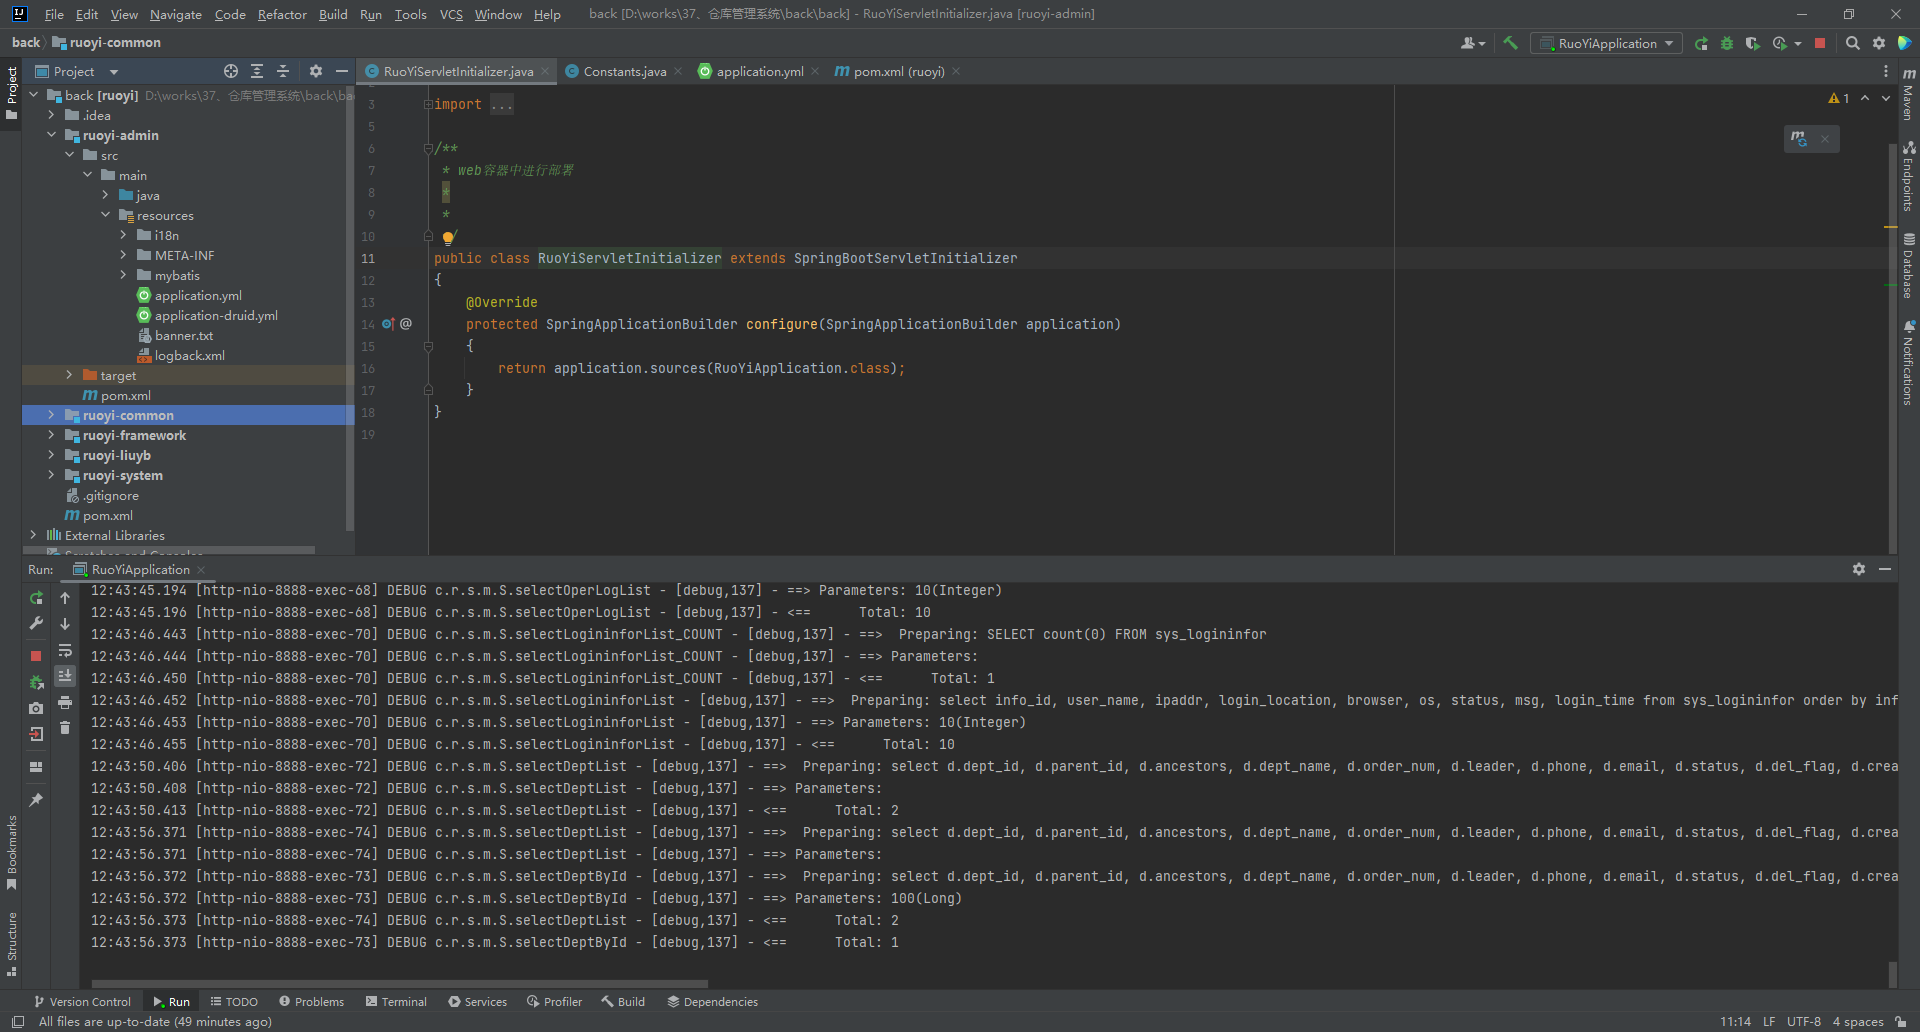 File Edit View Navigate Code Refactor Build Run Tools VCS Window Help back [D:\works\37、仓库管理系统\back\back] - RuoYiServletInitializer.java [ruoyi-admin]
back ruoyi-common RuoYiApplication
Project
Project
RuoYiServletInitializer.java Constants.java application.yml pom.xml (ruoyi)
back [ruoyi] D:\works\37、仓库管理系统\back\ba
.idea
ruoyi-admin
src
main
java
resources
i18n
META-INF
mybatis
application.yml
application-druid.yml
banner.txt
logback.xml
target
pom.xml
ruoyi-common
ruoyi-framework
ruoyi-liuyb
ruoyi-system
.gitignore
pom.xml
External Libraries
Scratches and Consoles
3 import ...
5
6 /**
7 * web容器中进行部署
8 *
9 *
10 /
11 public class RuoYiServletInitializer extends SpringBootServletInitializer
12 {
13 @Override
14 @ protected SpringApplicationBuilder configure(SpringApplicationBuilder application)
15 {
16 return application.sources(RuoYiApplication.class);
17 }
18 }
19
1
Maven
Endpoints
Database
Notifications
Run: RuoYiApplication
12:43:45.194 [http-nio-8888-exec-68] DEBUG c.r.s.m.S.selectOperLogList - [debug,137] - ==> Parameters: 10(Integer)
12:43:45.196 [http-nio-8888-exec-68] DEBUG c.r.s.m.S.selectOperLogList - [debug,137] - <== Total: 10
12:43:46.443 [http-nio-8888-exec-70] DEBUG c.r.s.m.S.selectLogininforList_COUNT - [debug,137] - ==> Preparing: SELECT count(0) FROM sys_logininfor
12:43:46.444 [http-nio-8888-exec-70] DEBUG c.r.s.m.S.selectLogininforList_COUNT - [debug,137] - ==> Parameters:
12:43:46.450 [http-nio-8888-exec-70] DEBUG c.r.s.m.S.selectLogininforList_COUNT - [debug,137] - <== Total: 1
12:43:46.452 [http-nio-8888-exec-70] DEBUG c.r.s.m.S.selectLogininforList - [debug,137] - ==> Preparing: select info_id, user_name, ipaddr, login_location, browser, os, status, msg, login_time from sys_logininfor order by inf
12:43:46.453 [http-nio-8888-exec-70] DEBUG c.r.s.m.S.selectLogininforList - [debug,137] - ==> Parameters: 10(Integer)
12:43:46.455 [http-nio-8888-exec-70] DEBUG c.r.s.m.S.selectLogininforList - [debug,137] - <== Total: 10
12:43:50.406 [http-nio-8888-exec-72] DEBUG c.r.s.m.S.selectDeptList - [debug,137] - ==> Preparing: select d.dept_id, d.parent_id, d.ancestors, d.dept_name, d.order_num, d.leader, d.phone, d.email, d.status, d.del_flag, d.crea
12:43:50.408 [http-nio-8888-exec-72] DEBUG c.r.s.m.S.selectDeptList - [debug,137] - ==> Parameters:
12:43:50.413 [http-nio-8888-exec-72] DEBUG c.r.s.m.S.selectDeptList - [debug,137] - <== Total: 2
12:43:56.371 [http-nio-8888-exec-74] DEBUG c.r.s.m.S.selectDeptList - [debug,137] - ==> Preparing: select d.dept_id, d.parent_id, d.ancestors, d.dept_name, d.order_num, d.leader, d.phone, d.email, d.status, d.del_flag, d.crea
12:43:56.371 [http-nio-8888-exec-74] DEBUG c.r.s.m.S.selectDeptList - [debug,137] - ==> Parameters:
12:43:56.372 [http-nio-8888-exec-73] DEBUG c.r.s.m.S.selectDeptById - [debug,137] - ==> Preparing: select d.dept_id, d.parent_id, d.ancestors, d.dept_name, d.order_num, d.leader, d.phone, d.email, d.status, d.del_flag, d.crea
12:43:56.372 [http-nio-8888-exec-73] DEBUG c.r.s.m.S.selectDeptById - [debug,137] - ==> Parameters: 100(Long)
12:43:56.373 [http-nio-8888-exec-74] DEBUG c.r.s.m.S.selectDeptList - [debug,137] - <== Total: 2
12:43:56.373 [http-nio-8888-exec-73] DEBUG c.r.s.m.S.selectDeptById - [debug,137] - <== Total: 1
Bookmarks
Structure
Version Control Run TODO Problems Terminal Services Profiler Build Dependencies
All files are up-to-date (49 minutes ago) 11:14 LF UTF-8 4 spaces